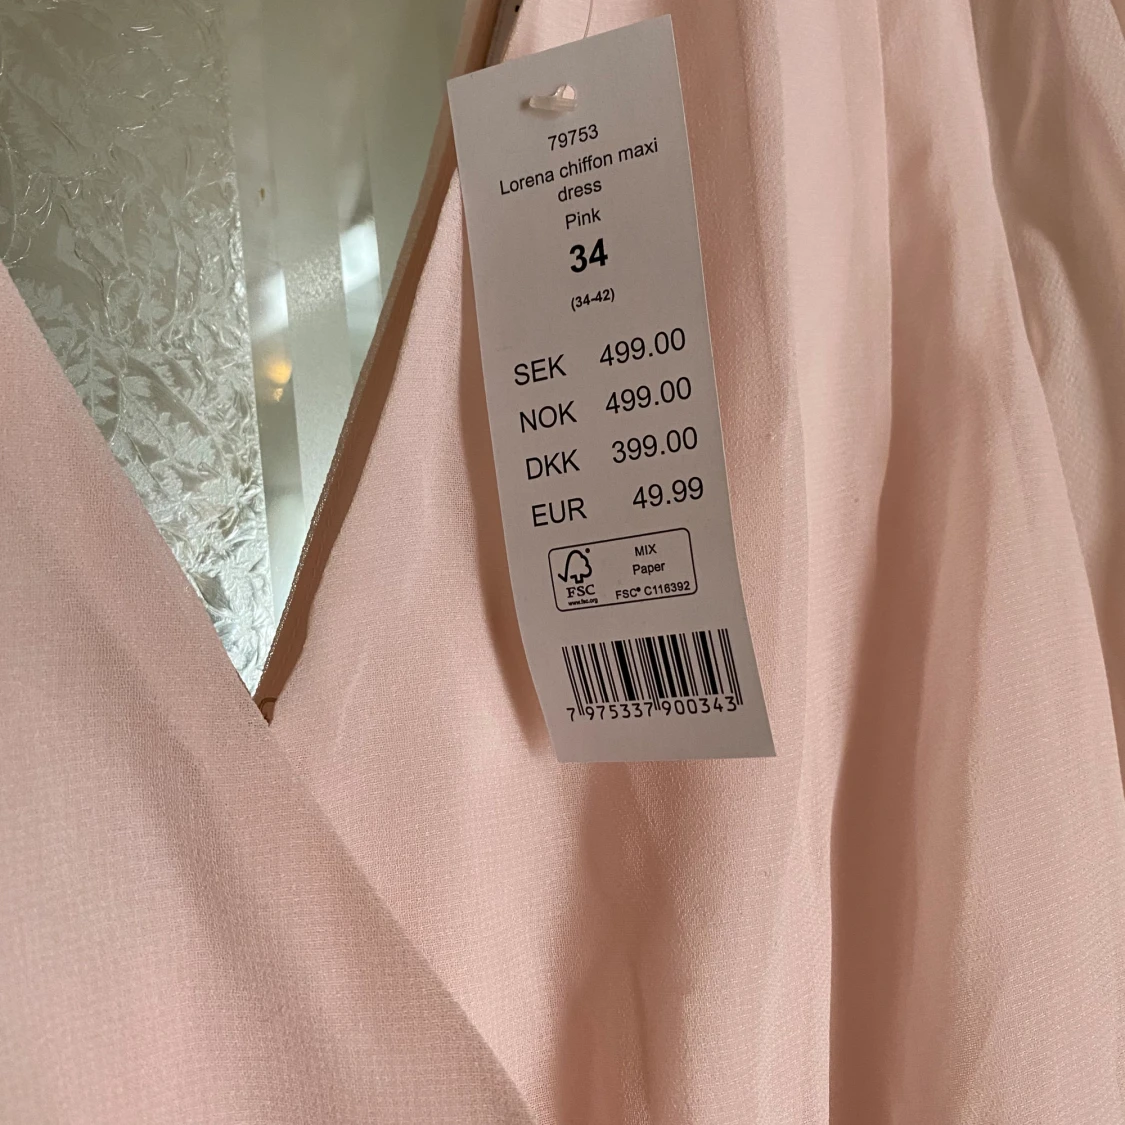 79753
Lorena chiffon maxi
dress
Pink
34
(34-42)
SEK 499.00
NOK 499.00
DKK 399.00
EUR 49.99
FSC®
www.fsc.org
MIX
Paper
FSC® C116392
7 975337 900343